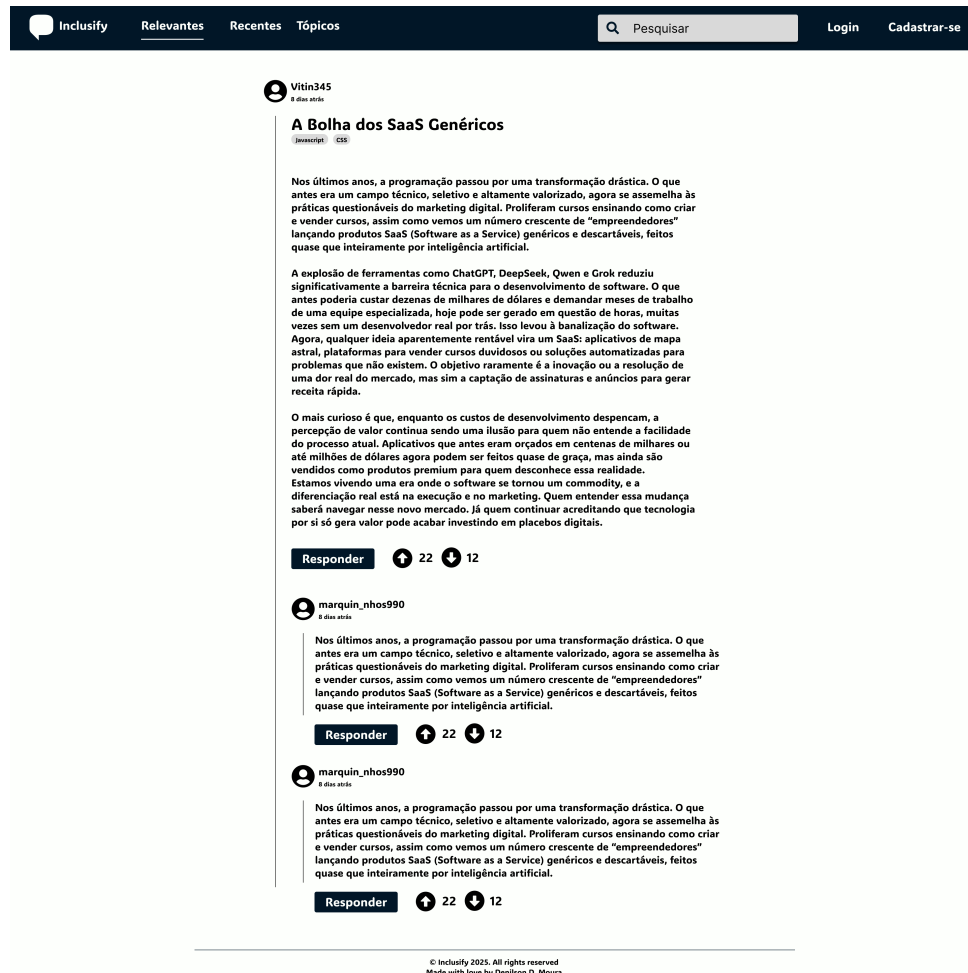 Inclusify Relevantes Recentes Tópicos Pesquisar Login Cadastrar-se
Vitin345
8 dias atrás
A Bolha dos SaaS Genéricos
Javascript CSS
Nos últimos anos, a programação passou por uma transformação drástica. O que
antes era um campo técnico, seletivo e altamente valorizado, agora se assemelha às
práticas questionáveis do marketing digital. Proliferam cursos ensinando como criar
e vender cursos, assim como vemos um número crescente de “empreendedores”
lançando produtos SaaS (Software as a Service) genéricos e descartáveis, feitos
quase que inteiramente por inteligência artificial.
A explosão de ferramentas como ChatGPT, DeepSeek, Qwen e Grok reduziu
significativamente a barreira técnica para o desenvolvimento de software. O que
antes poderia custar dezenas de milhares de dólares e demandar meses de trabalho
de uma equipe especializada, hoje pode ser gerado em questão de horas, muitas
vezes sem um desenvolvedor real por trás. Isso levou à banalização do software.
Agora, qualquer ideia aparentemente rentável vira um SaaS: aplicativos de mapa
astral, plataformas para vender cursos duvidosos ou soluções automatizadas para
problemas que não existem. O objetivo raramente é a inovação ou a resolução de
uma dor real do mercado, mas sim a captação de assinaturas e anúncios para gerar
receita rápida.
O mais curioso é que, enquanto os custos de desenvolvimento despencam, a
percepção de valor continua sendo uma ilusão para quem não entende a facilidade
do processo atual. Aplicativos que antes eram orçados em centenas de milhares ou
até milhões de dólares agora podem ser feitos quase de graça, mas ainda são
vendidos como produtos premium para quem desconhece essa realidade.
Estamos vivendo uma era onde o software se tornou um commodity, e a
diferenciação real está na execução e no marketing. Quem entender essa mudança
saberá navegar nesse novo mercado. Já quem continuar acreditando que tecnologia
por si só gera valor pode acabar investindo em placebos digitais.
Responder 22 12
marquin_nhos990
8 dias atrás
Nos últimos anos, a programação passou por uma transformação drástica. O que
antes era um campo técnico, seletivo e altamente valorizado, agora se assemelha às
práticas questionáveis do marketing digital. Proliferam cursos ensinando como criar
e vender cursos, assim como vemos um número crescente de “empreendedores”
lançando produtos SaaS (Software as a Service) genéricos e descartáveis, feitos
quase que inteiramente por inteligência artificial.
Responder 22 12
marquin_nhos990
8 dias atrás
Nos últimos anos, a programação passou por uma transformação drástica. O que
antes era um campo técnico, seletivo e altamente valorizado, agora se assemelha às
práticas questionáveis do marketing digital. Proliferam cursos ensinando como criar
e vender cursos, assim como vemos um número crescente de “empreendedores”
lançando produtos SaaS (Software as a Service) genéricos e descartáveis, feitos
quase que inteiramente por inteligência artificial.
Responder 22 12
© Inclusify 2025. All rights reserved
Made with love by Denilson D. Moura